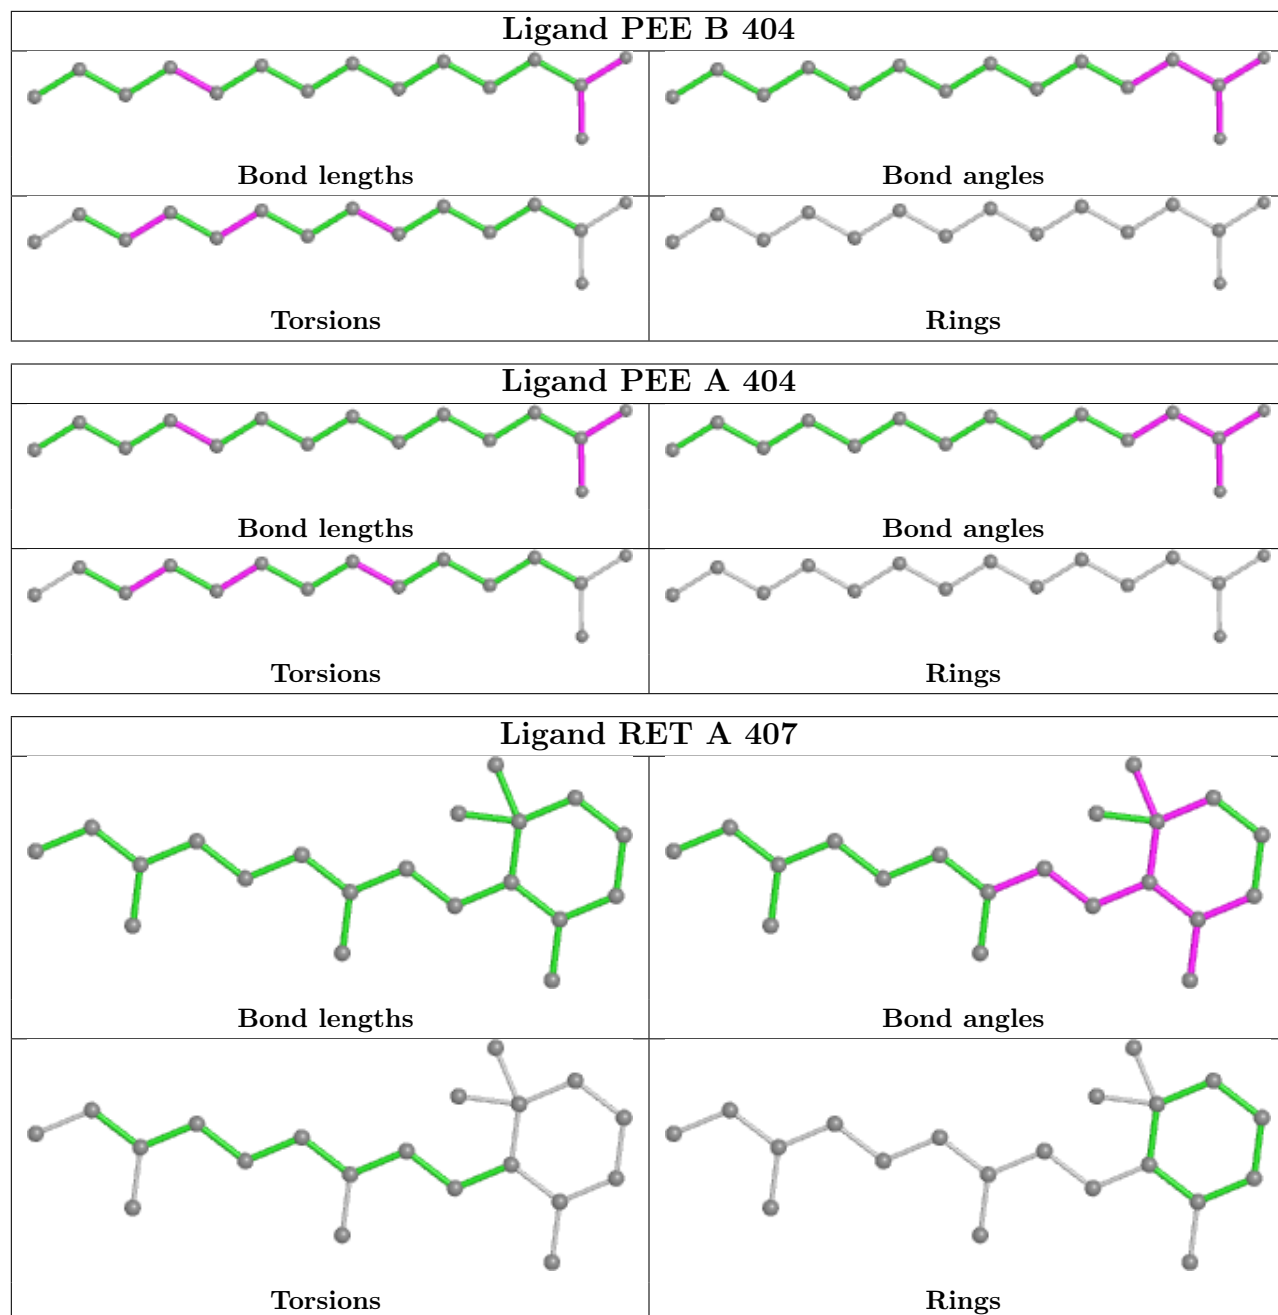 Ligand PEE B 404
Bond lengths Bond angles
Torsions Rings
Ligand PEE A 404
Bond lengths Bond angles
Torsions Rings
Ligand RET A 407
Bond lengths Bond angles
Torsions Rings